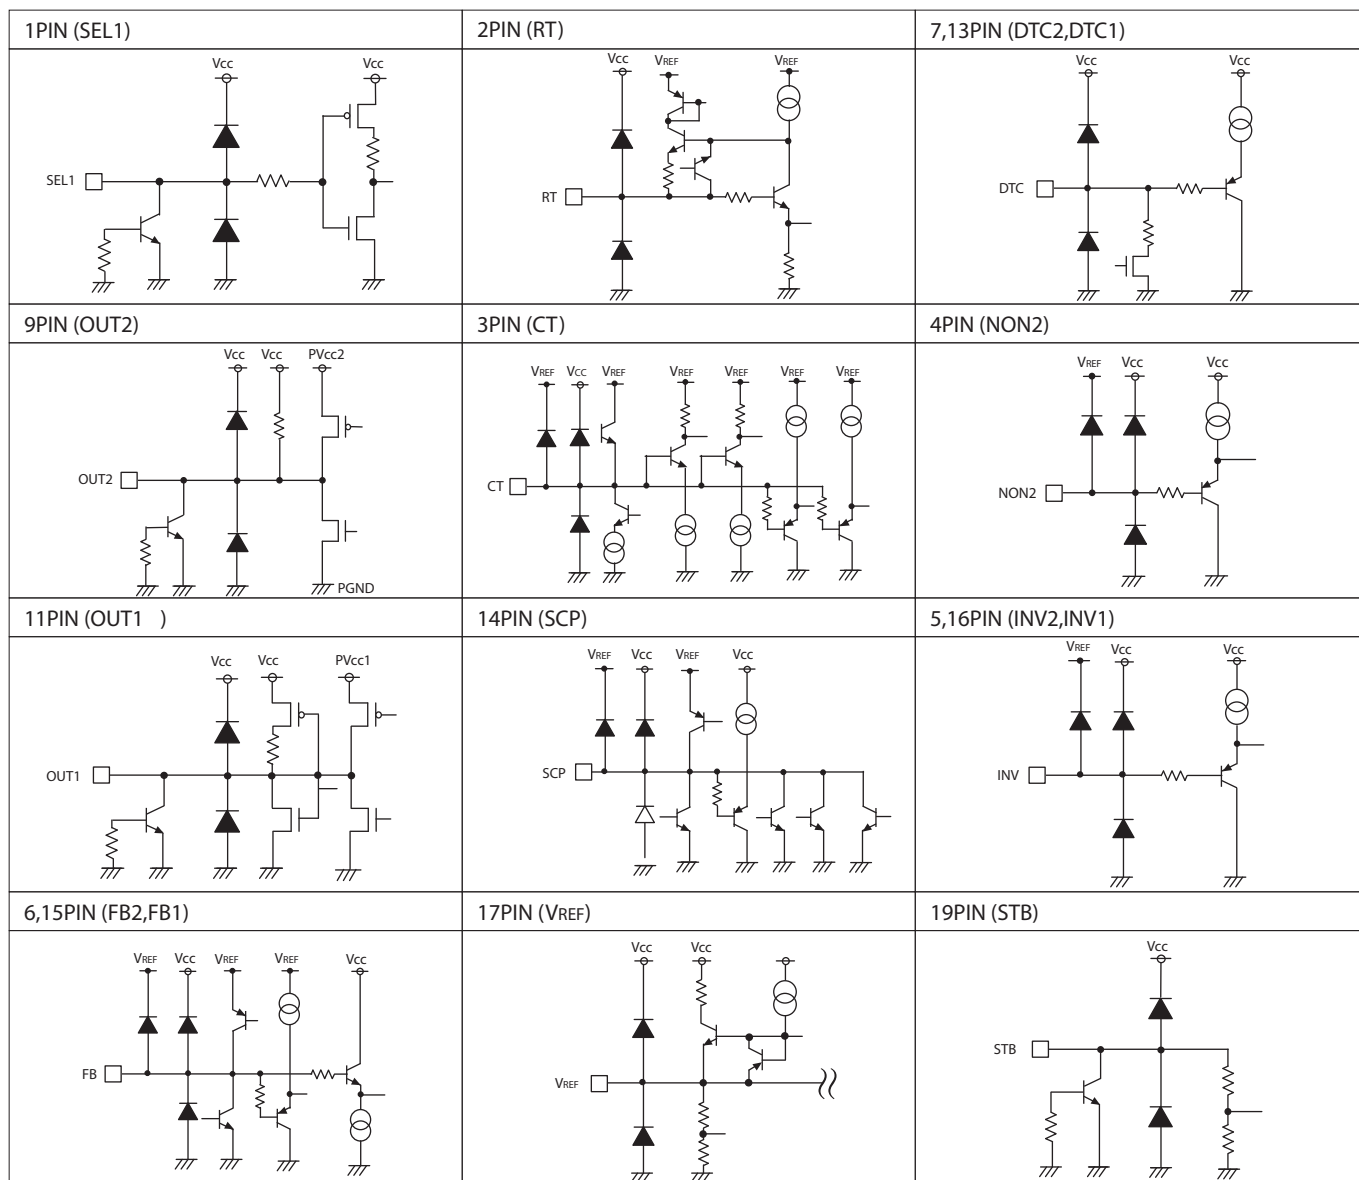 1PIN (SEL1)
2PIN (RT)
7,13PIN (DTC2,DTC1)
Vcc
Vcc
SEL1
Vcc
VREF
VREF
RT
Vcc
Vcc
DTC
9PIN (OUT2)
3PIN (CT)
4PIN (NON2)
Vcc
Vcc
PVcc2
OUT2
PGND
VREF
VCC
VREF
VREF
VREF
VREF
VREF
CT
VREF
Vcc
Vcc
NON2
11PIN (OUT1 )
14PIN (SCP)
5,16PIN (INV2,INV1)
Vcc
Vcc
PVcc1
OUT1
VREF
Vcc
VREF
Vcc
SCP
VREF
Vcc
Vcc
INV
6,15PIN (FB2,FB1)
17PIN (VREF)
19PIN (STB)
VREF
Vcc
VREF
VREF
Vcc
FB
Vcc
Vcc
VREF
Vcc
STB